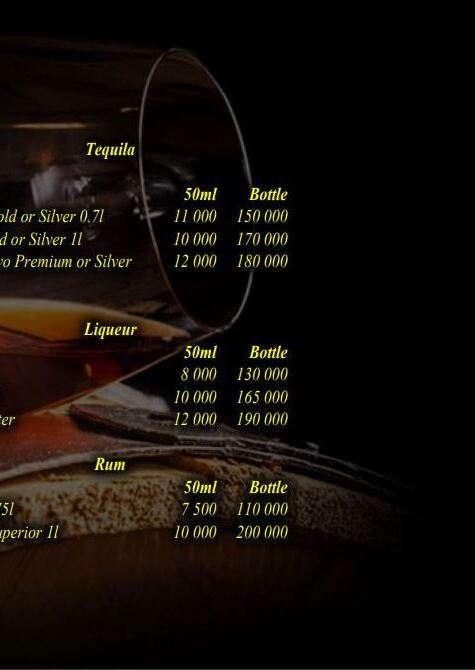 Tequila
50ml Bottle
old or Silver 0.7l 11 000 150 000
d or Silver 1l 10 000 170 000
vo Premium or Silver 12 000 180 000
Liqueur
50ml Bottle
8 000 130 000
10 000 165 000
ter 12 000 190 000
Rum
50ml Bottle
75l 7 500 110 000
uperior 1l 10 000 200 000